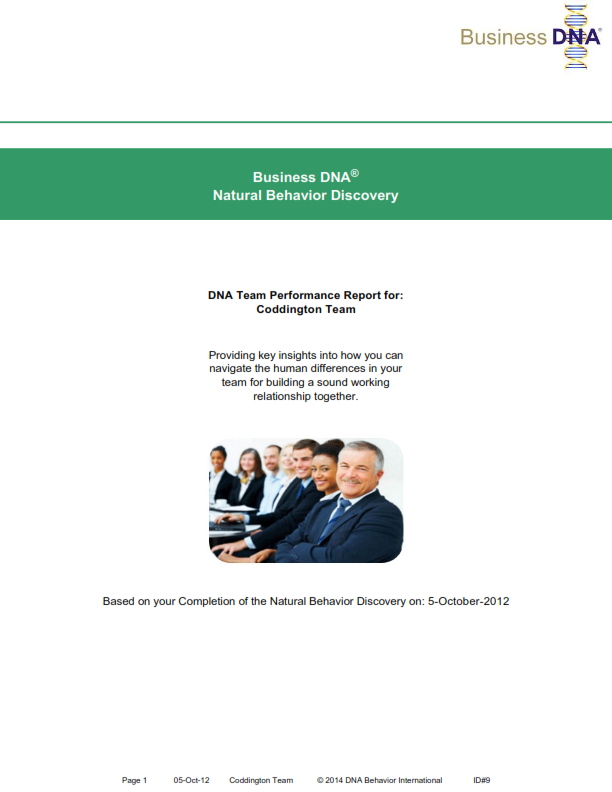 Business DNA®
Business DNA®
Natural Behavior Discovery
DNA Team Performance Report for:
Coddington Team
Providing key insights into how you can
navigate the human differences in your
team for building a sound working
relationship together.
Based on your Completion of the Natural Behavior Discovery on: 5-October-2012
Page 1 05-Oct-12 Coddington Team © 2014 DNA Behavior International ID#9